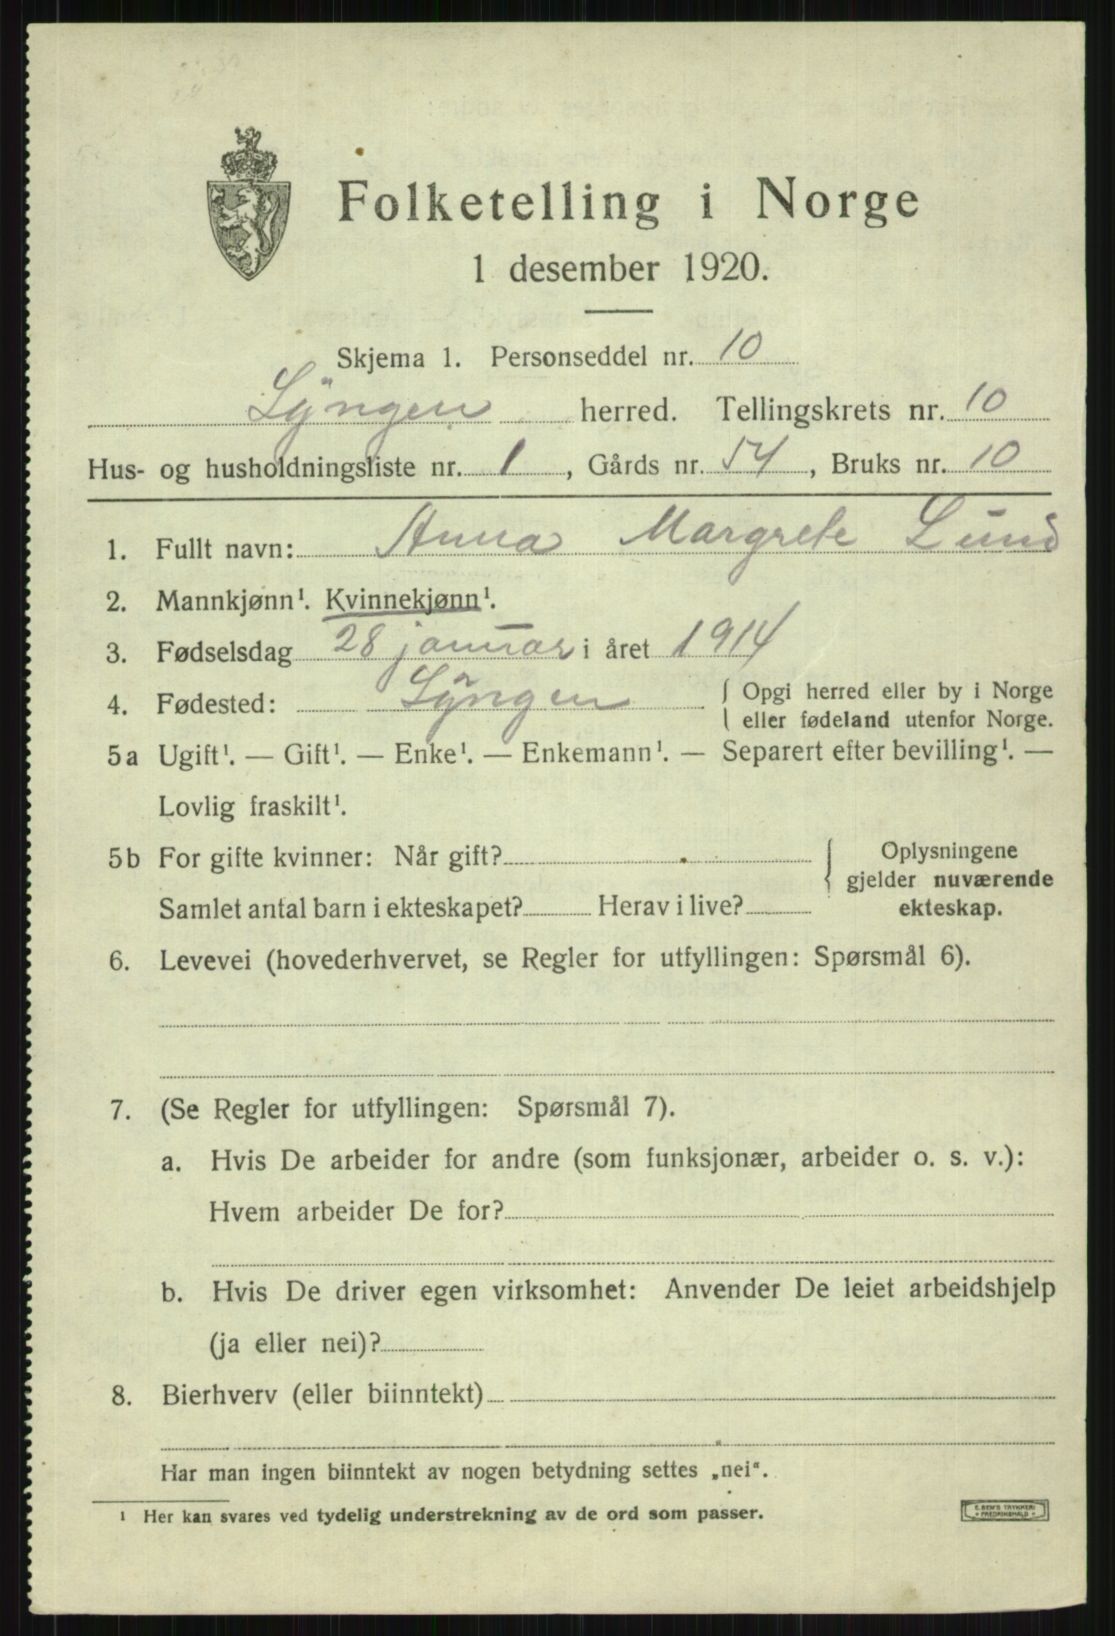 Folketelling i Norge
1 desember 1920.
Skjema 1. Personseddel nr. 10
Lyngen herred. Tellingskrets nr. 10
Hus- og husholdningsliste nr. 1, Gårds nr. 54, Bruks nr. 10
1. Fullt navn: Anna Margrete Lund
2. Mannkjønn¹. Kvinnekjønn¹.
3. Fødselsdag 28 januar i året 1914
4. Fødested: Lyngen { Opgi herred eller by i Norge
eller fødeland utenfor Norge.
5a Ugift¹. — Gift¹. — Enke¹. — Enkemann¹. — Separert efter bevilling¹. —
Lovlig fraskilt¹.
5b For gifte kvinner: Når gift?
Samlet antal barn i ekteskapet? Herav i live?
{ Oplysningene
gjelder nuværende
ekteskap.
6. Levevei (hovederhvervet, se Regler for utfyllingen: Spørsmål 6).
7. (Se Regler for utfyllingen: Spørsmål 7).
a. Hvis De arbeider for andre (som funksjonær, arbeider o. s. v.):
Hvem arbeider De for?
b. Hvis De driver egen virksomhet: Anvender De leiet arbeidshjelp
(ja eller nei)?
8. Bierhverv (eller biinntekt)
Har man ingen biinntekt av nogen betydning settes „nei“.
¹ Her kan svares ved tydelig understrekning av de ord som passer.
E. SEM'S TRYKKERI
FREDRIKSHALD